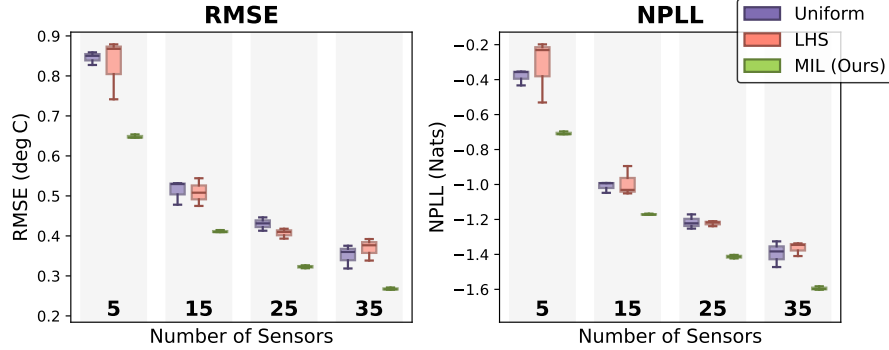 RMSE
RMSE (deg C)
0.9
0.8
0.7
0.6
0.5
0.4
0.3
0.2
5 15 25 35
Number of Sensors
NPLL
NPLL (Nats)
−0.2
−0.4
−0.6
−0.8
−1.0
−1.2
−1.4
−1.6
5 15 25 35
Number of Sensors
Uniform
LHS
MIL (Ours)